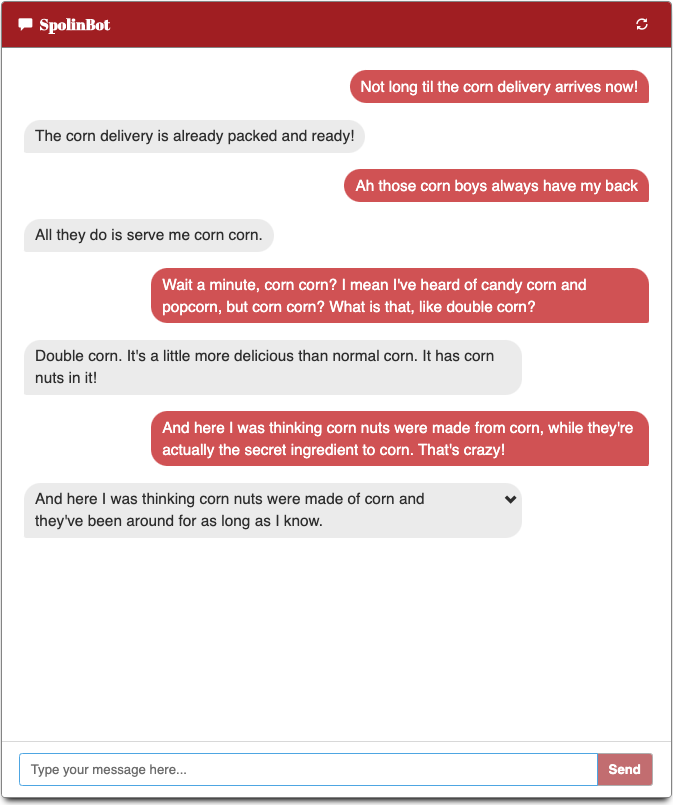 SpolinBot
Not long til the corn delivery arrives now!
The corn delivery is already packed and ready!
Ah those corn boys always have my back
All they do is serve me corn corn.
Wait a minute, corn corn? I mean I've heard of candy corn and
popcorn, but corn corn? What is that, like double corn?
Double corn. It's a little more delicious than normal corn. It has corn
nuts in it!
And here I was thinking corn nuts were made from corn, while they're
actually the secret ingredient to corn. That's crazy!
And here I was thinking corn nuts were made of corn and
they've been around for as long as I know.
Type your message here...
Send